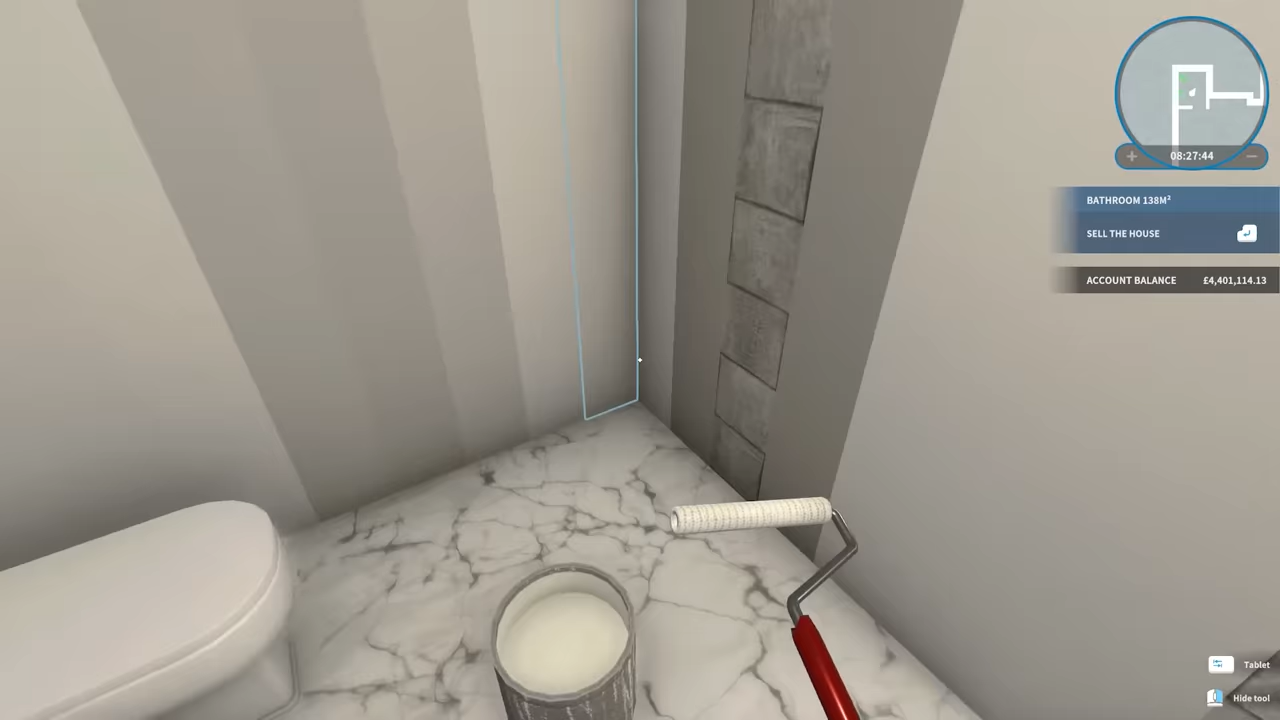 08:27:44
BATHROOM 138M²
SELL THE HOUSE
ACCOUNT BALANCE £4,401,114.13
Tablet
Hide tool